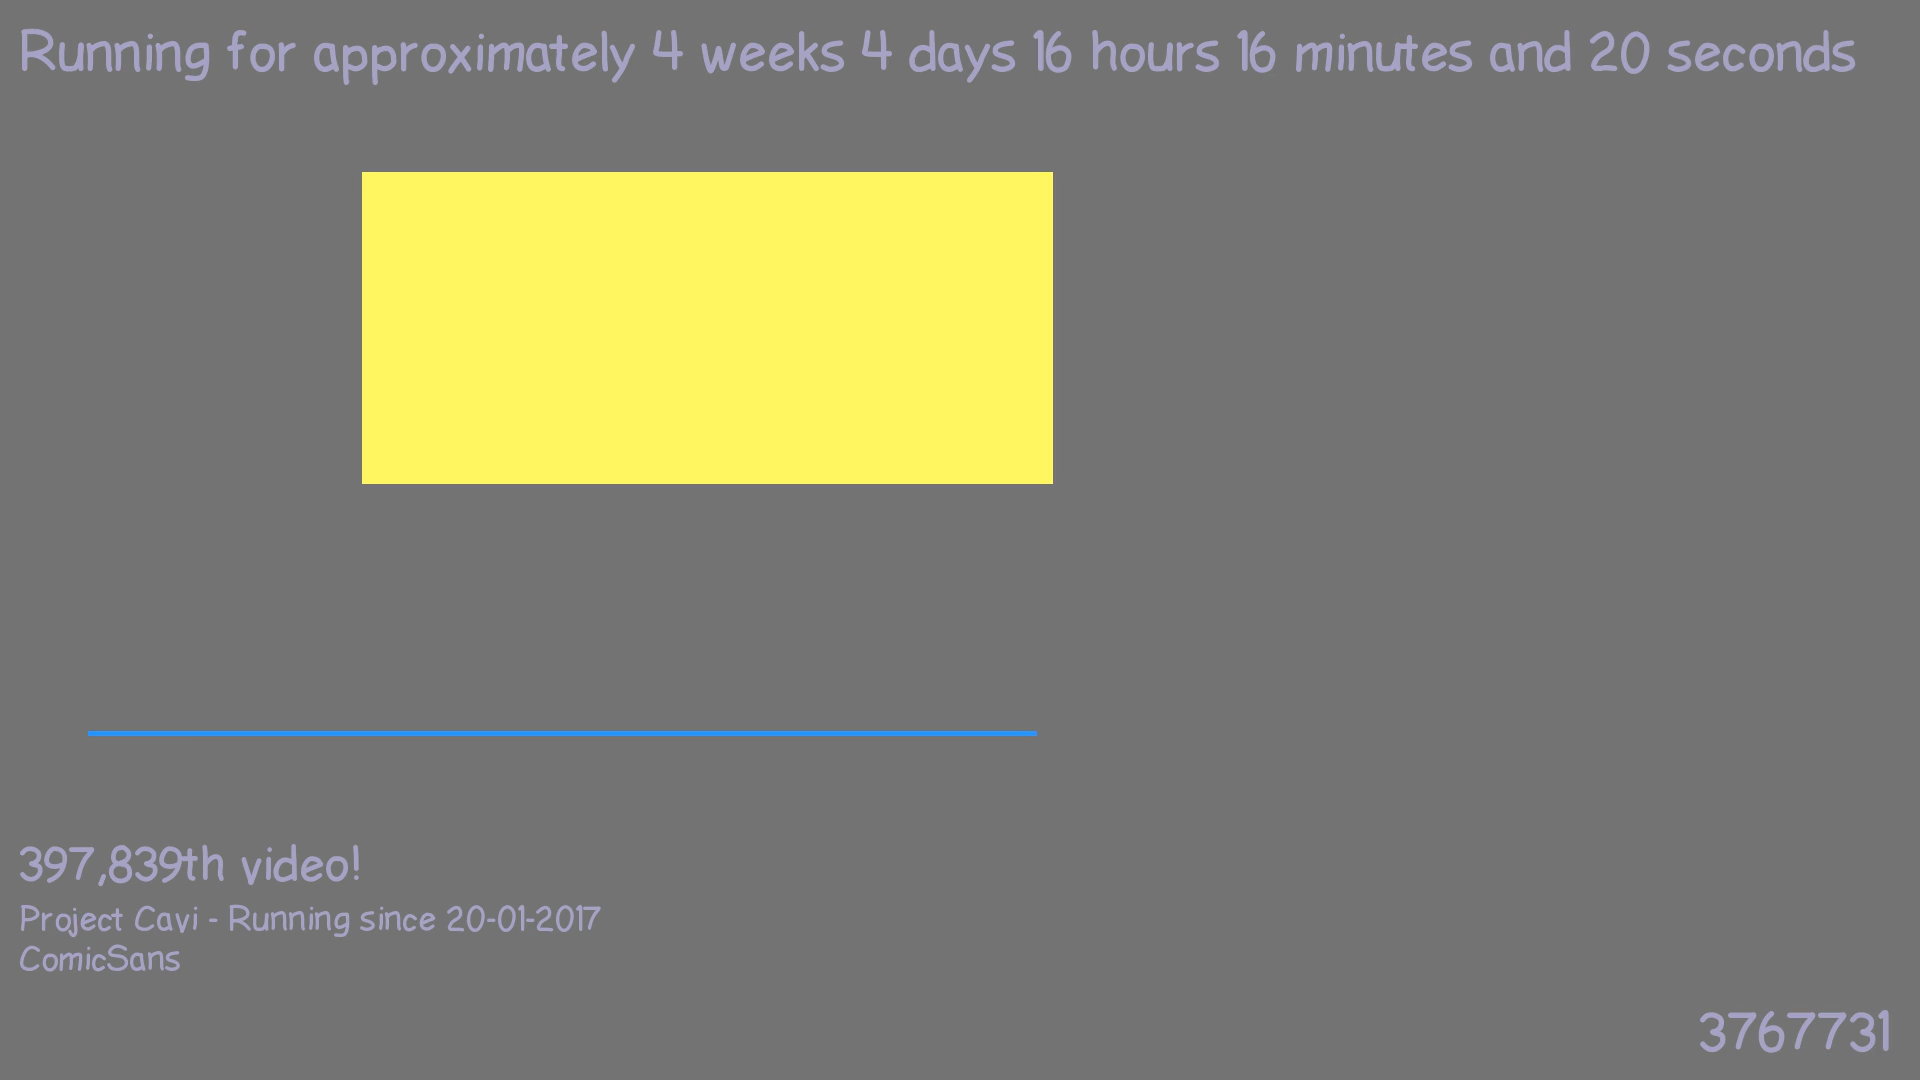 Running for approximately 4 weeks 4 days 16 hours 16 minutes and 20 seconds
397,839th video!
Project Cavi - Running since 20-01-2017
ComicSans
3767731